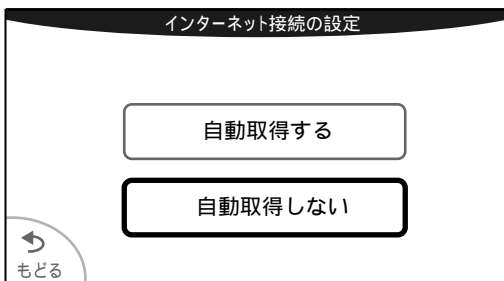 インターネット接続の設定
自動取得する
自動取得しない
もどる